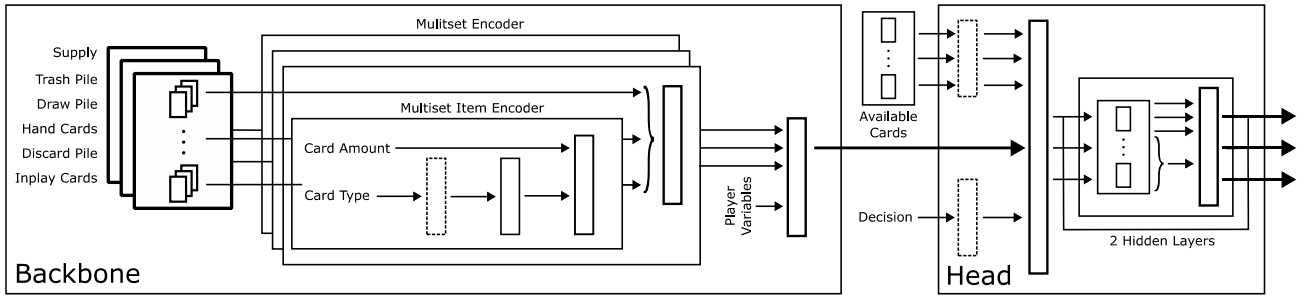 Mulitset Encoder
Supply
Trash Pile
Draw Pile
Hand Cards
Discard Pile
Inplay Cards
Multiset Item Encoder
Card Amount
Card Type
Player
Variables
Backbone
Available
Cards
Decision
2 Hidden Layers
Head